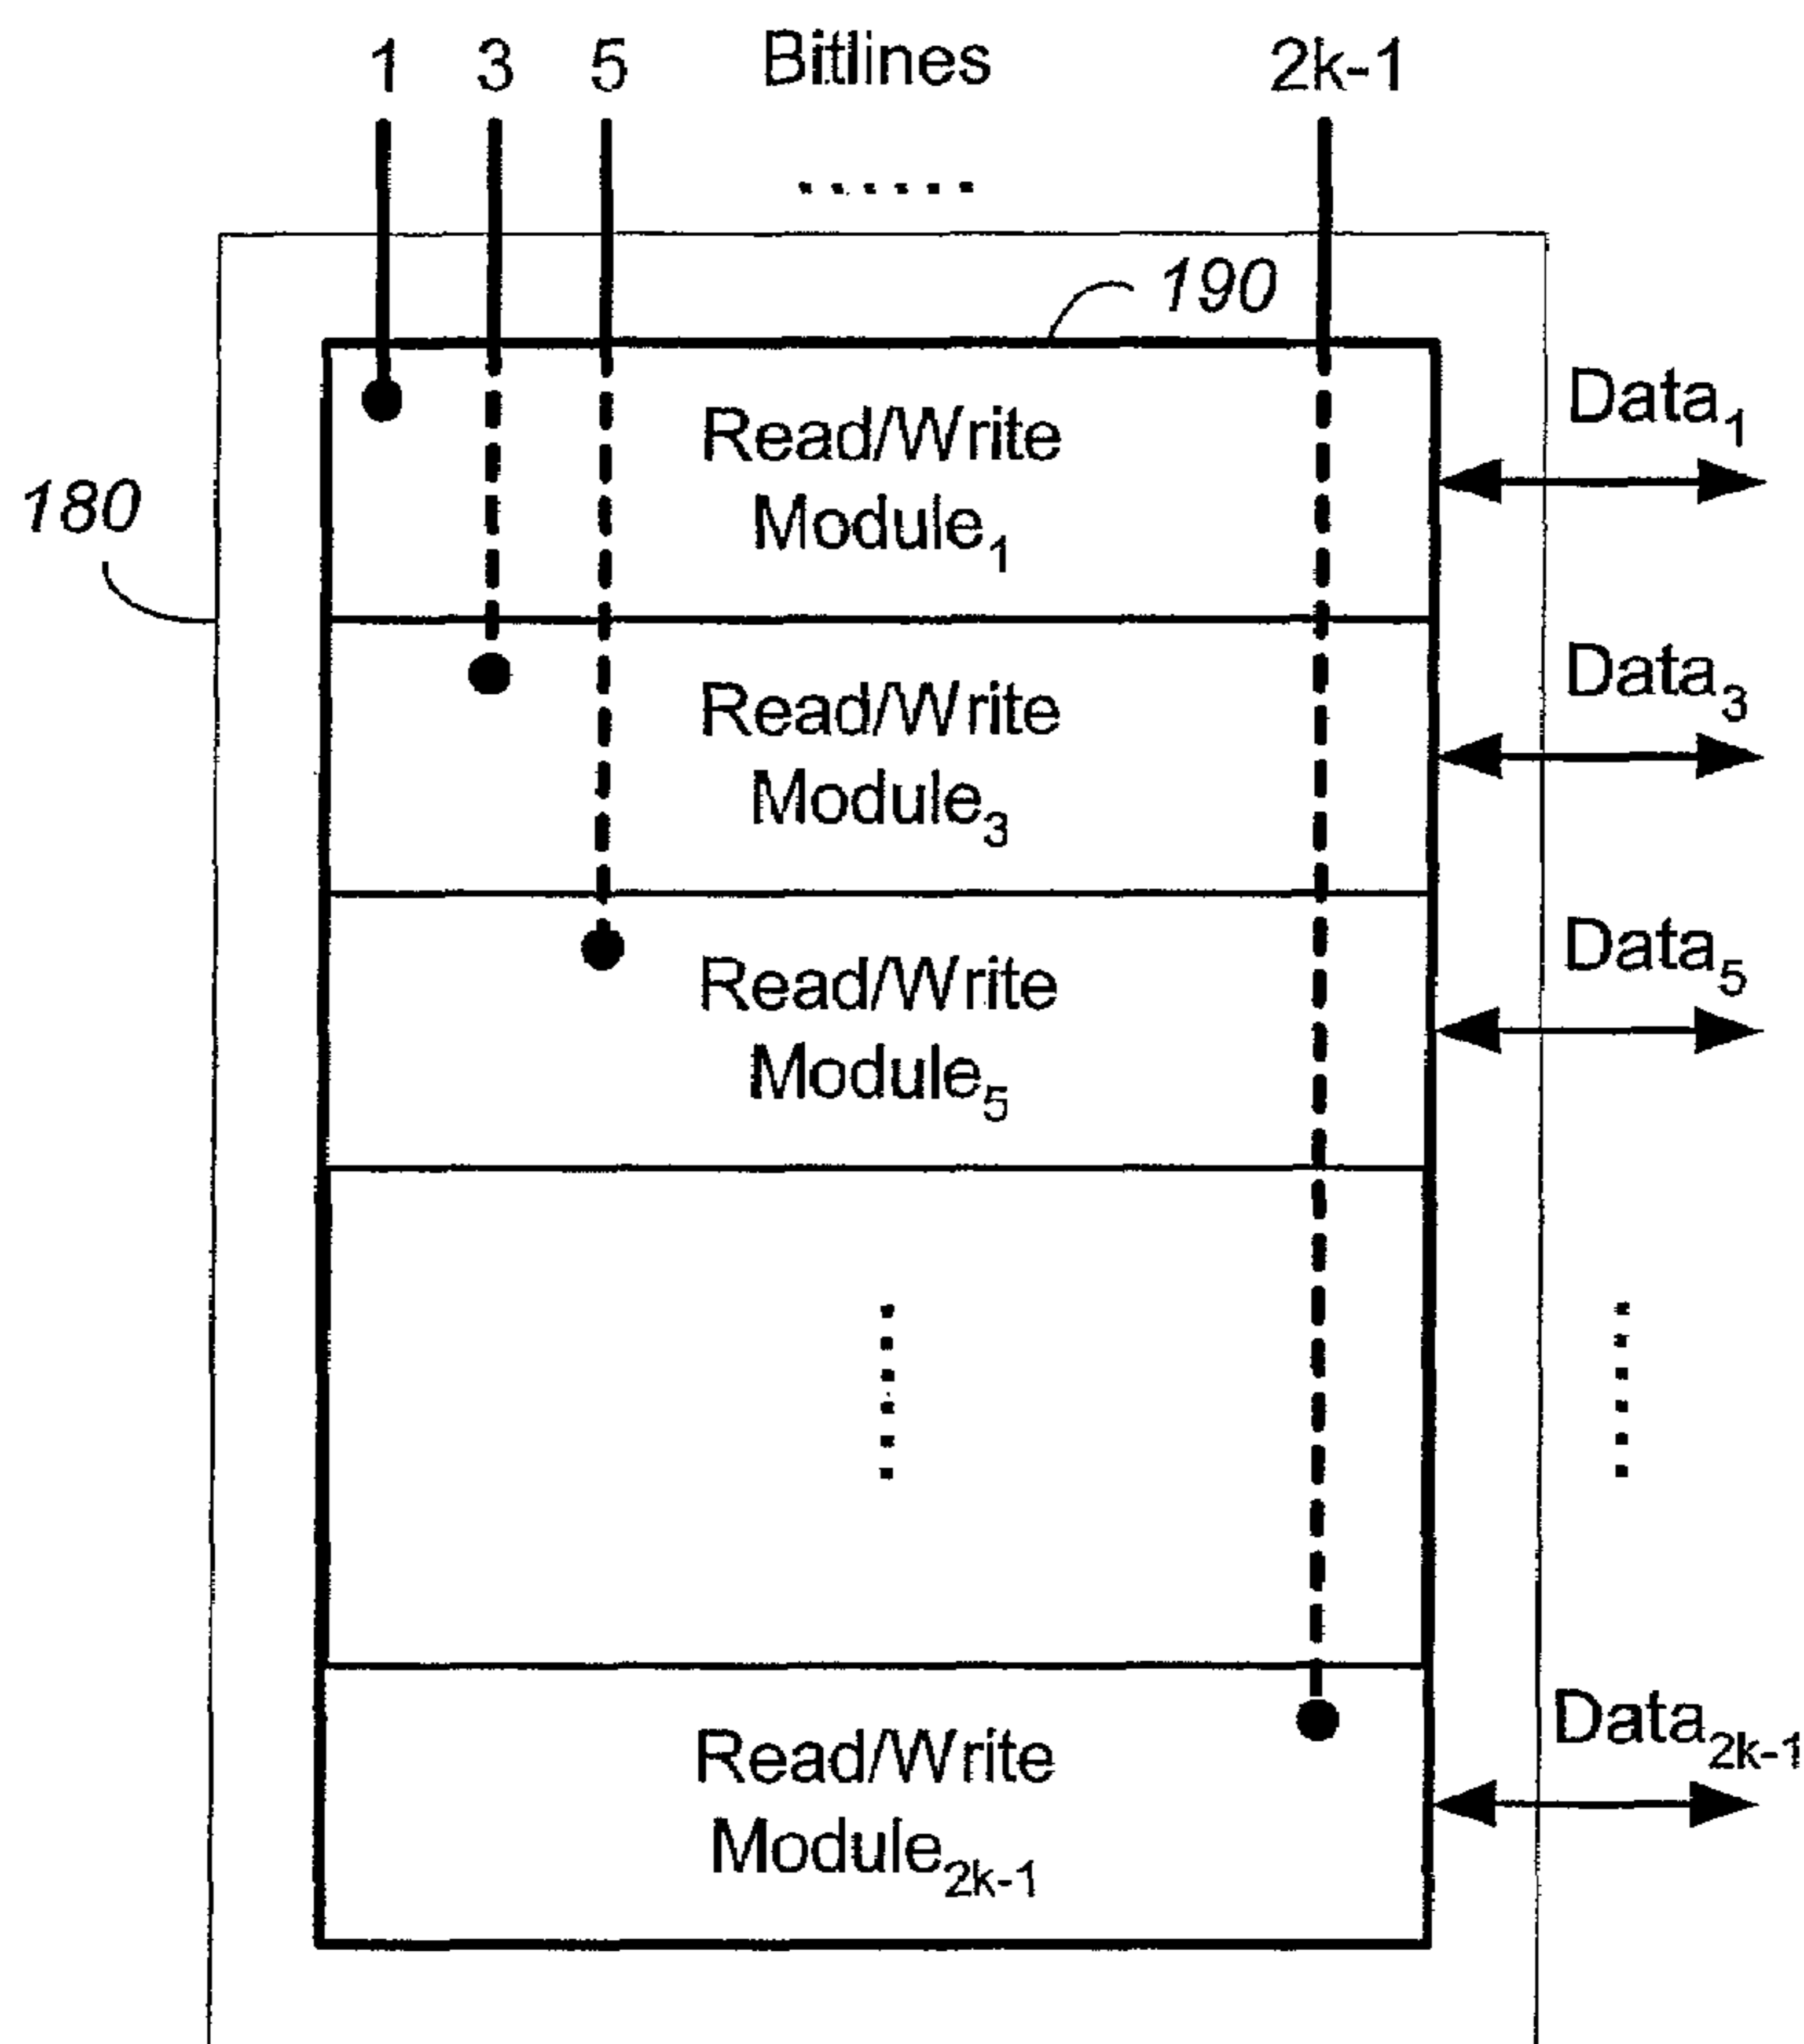 1 3 5 Bitlines 2k-1
190
Read/Write
Module₁
Data₁
180
Read/Write
Module₃
Data₃
Read/Write
Module₅
Data₅
Read/Write
Module₂ₖ₋₁
Data₂ₖ₋₁